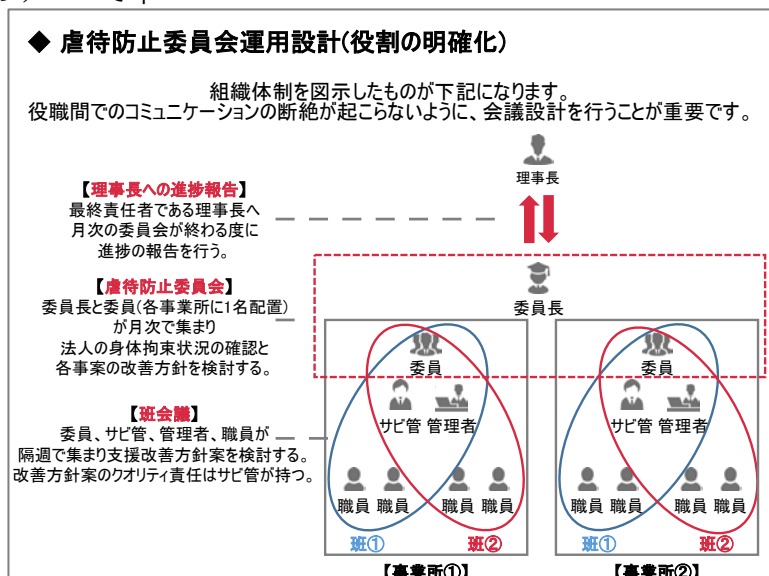 ◆ 虐待防止委員会運用設計(役割の明確化)
組織体制を図示したものが下記になります。
役職間でのコミュニケーションの断絶が起こらないように、会議設計を行うことが重要です。
理事長
【理事長への進捗報告】
最終責任者である理事長へ
月次の委員会が終わる度に
進捗の報告を行う。
【虐待防止委員会】
委員長と委員(各事業所に1名配置)
が月次で集まり
法人の身体拘束状況の確認と
各事案の改善方針を検討する。
委員長
委員
委員
サビ管 管理者
サビ管 管理者
【班会議】
委員、サビ管、管理者、職員が
隔週で集まり支援改善方針案を検討する。
改善方針案のクオリティ責任はサビ管が持つ。
職員 職員 職員 職員
職員 職員 職員 職員
班① 班②
班① 班②
【事業所①】
【事業所②】